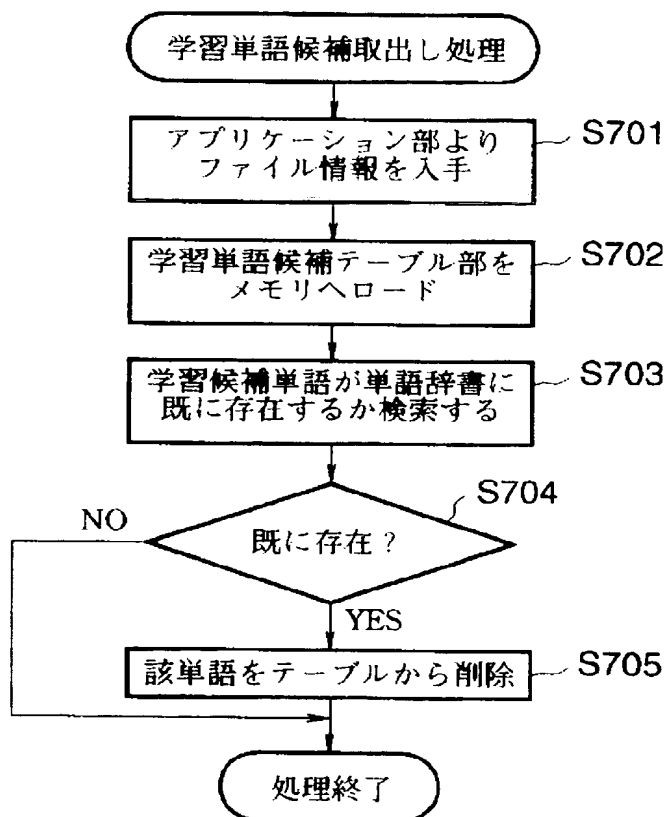 学習単語候補取出し処理
アプリケーション部より
ファイル情報を入手
S701
学習単語候補テーブル部を
メモリへロード
S702
学習候補単語が単語辞書に
既に存在するか検索する
S703
S704
既に存在？
NO
YES
該単語をテーブルから削除
S705
処理終了